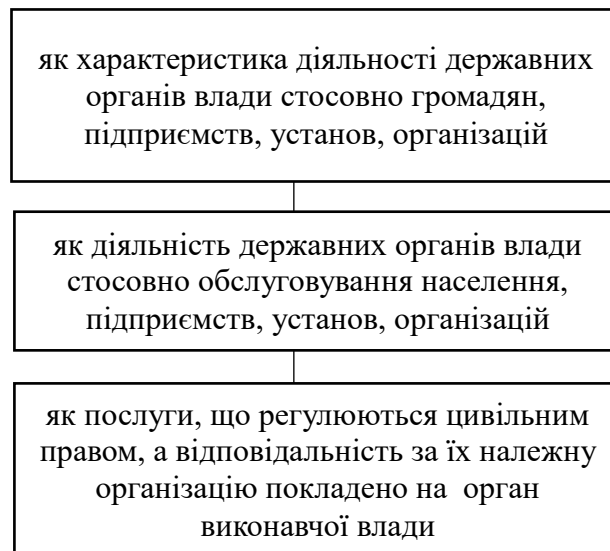 як характеристика діяльності державних
органів влади стосовно громадян,
підприємств, установ, організацій
як діяльність державних органів влади
стосовно обслуговування населення,
підприємств, установ, організацій
як послуги, що регулюються цивільним
правом, а відповідальність за їх належну
організацію покладено на орган
виконавчої влади